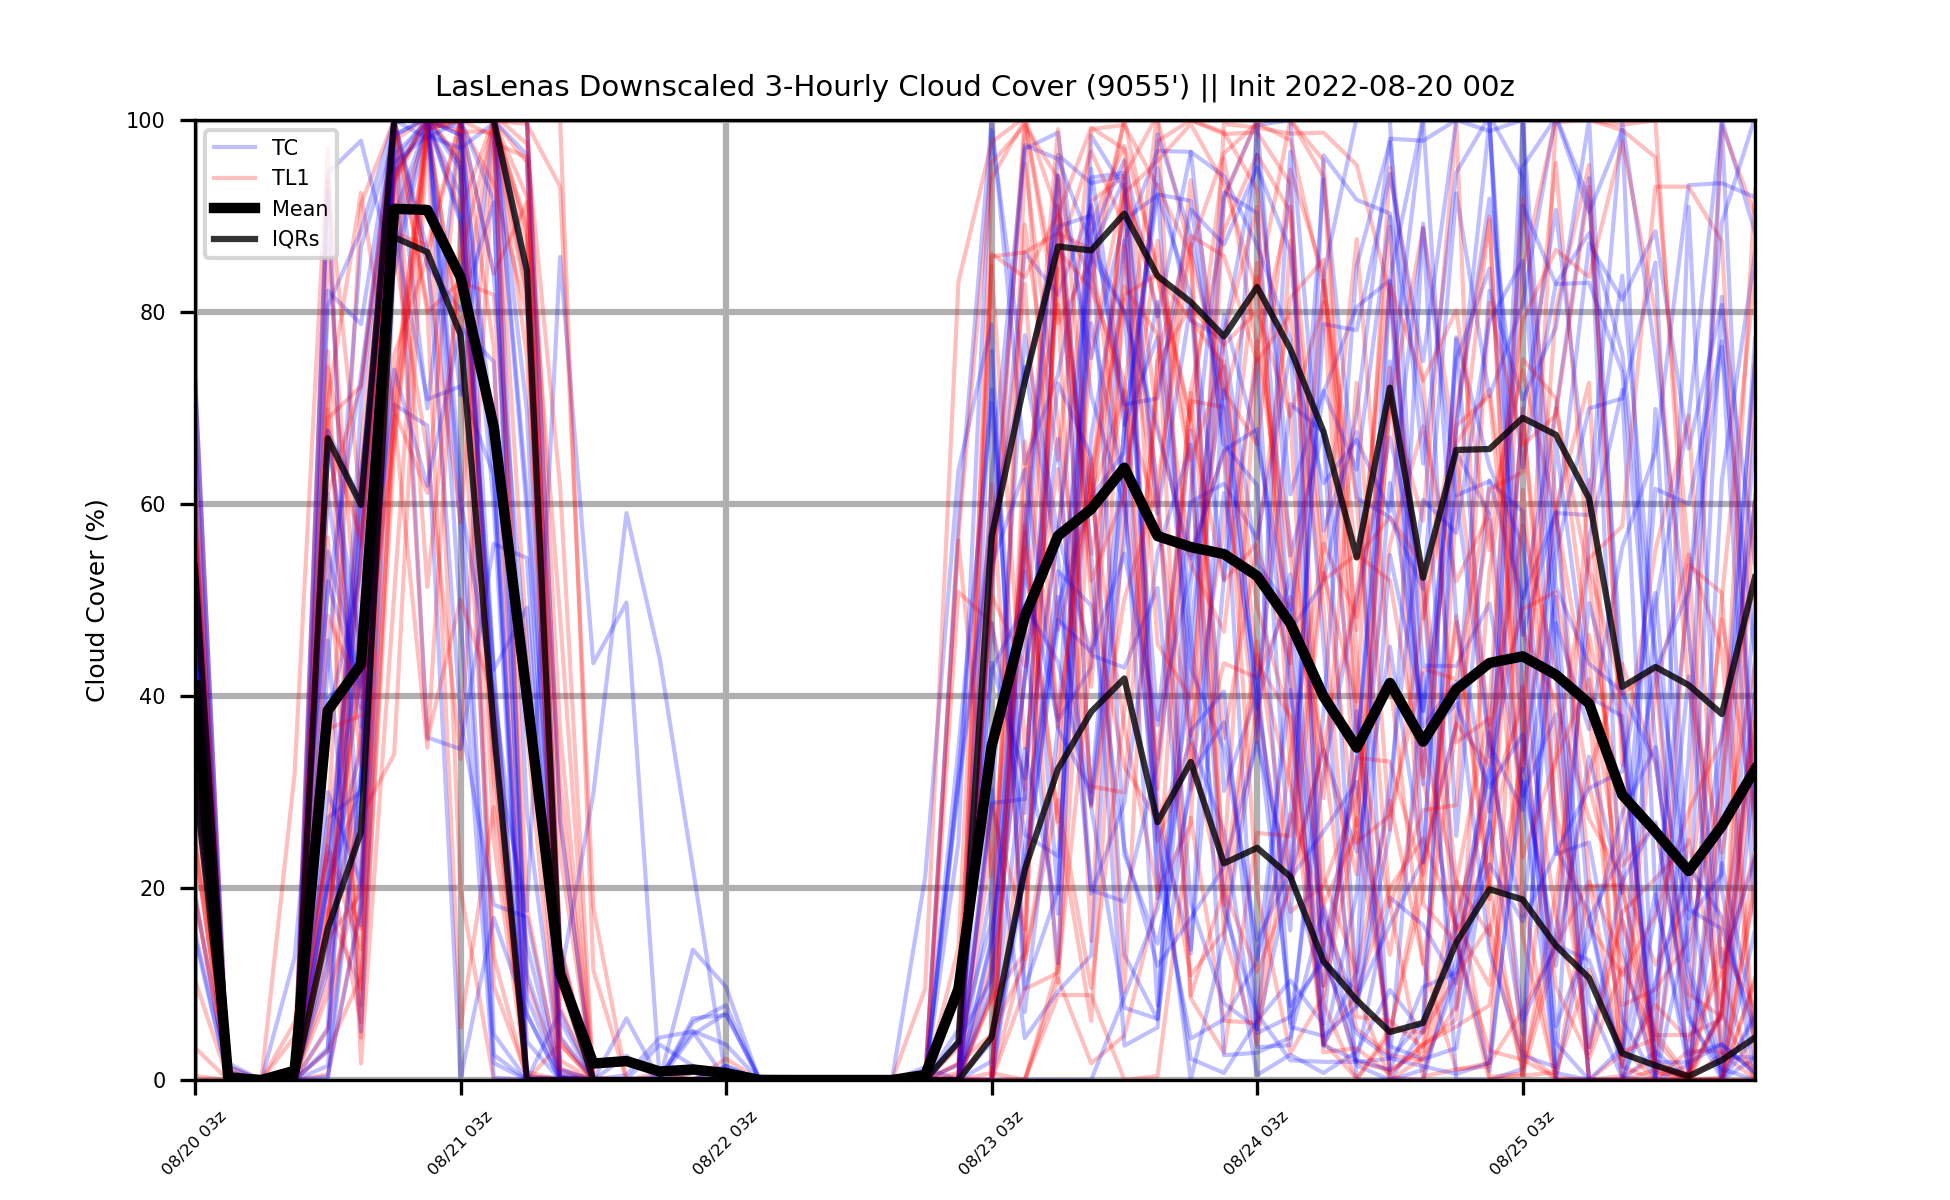 LasLenas Downscaled 3-Hourly Cloud Cover (9055') || Init 2022-08-20 00z
Cloud Cover (%)
100
80
60
40
20
0
TC
TL1
Mean
IQRs
08/20 03z
08/21 03z
08/22 03z
08/23 03z
08/24 03z
08/25 03z